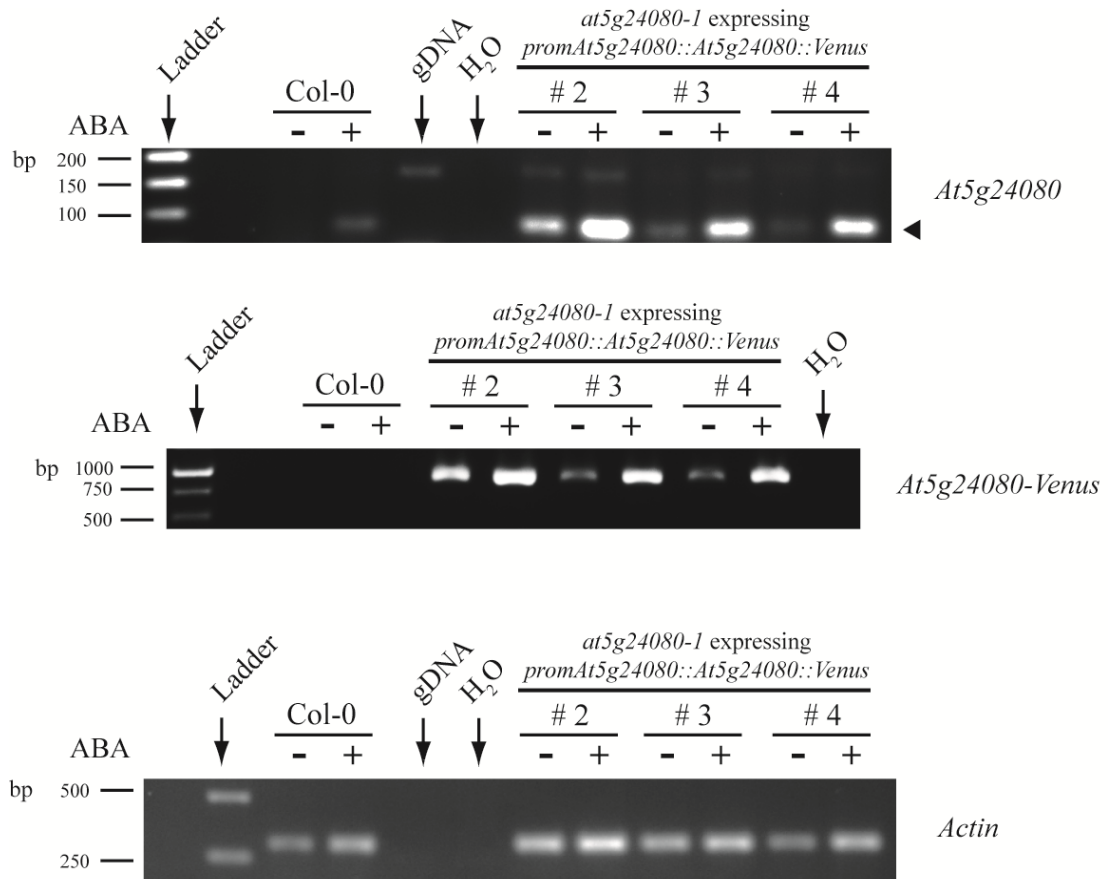 at5g24080-1 expressing
promAt5g24080::At5g24080::Venus
Ladder
gDNA
H2O
Col-0
# 2 # 3 # 4
ABA - + - + - + - +
bp 200
150
100
At5g24080
at5g24080-1 expressing
promAt5g24080::At5g24080::Venus
Ladder
H2O
Col-0 # 2 # 3 # 4
ABA - + - + - + - +
bp 1000
750
500
At5g24080-Venus
at5g24080-1 expressing
promAt5g24080::At5g24080::Venus
Ladder
gDNA
H2O
Col-0 # 2 # 3 # 4
ABA - + - + - + - +
bp 500
250
Actin